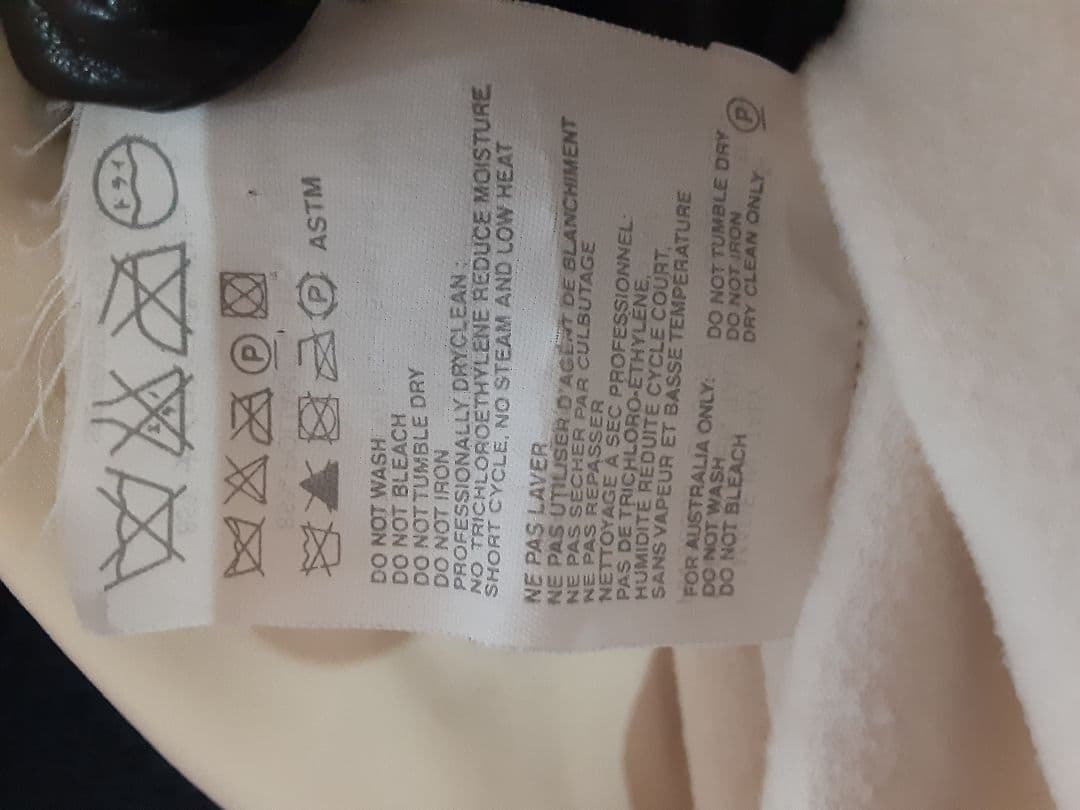 ドライ
P
P ASTM
DO NOT WASH
DO NOT BLEACH
DO NOT TUMBLE DRY
DO NOT IRON
PROFESSIONALLY DRYCLEAN :
NO TRICHLOROETHYLENE REDUCE MOISTURE
SHORT CYCLE, NO STEAM AND LOW HEAT
NE PAS LAVER
NE PAS UTILISER D'AGENT DE BLANCHIMENT
NE PAS SECHER PAR CULBUTAGE
NE PAS REPASSER
NETTOYAGE A SEC PROFESSIONNEL:
PAS DE TRICHLORO-ETHYLENE,
HUMIDITE REDUITE CYCLE COURT,
SANS VAPEUR ET BASSE TEMPERATURE
FOR AUSTRALIA ONLY:
DO NOT WASH
DO NOT BLEACH
DO NOT TUMBLE DRY
DO NOT IRON
DRY CLEAN ONLY
P